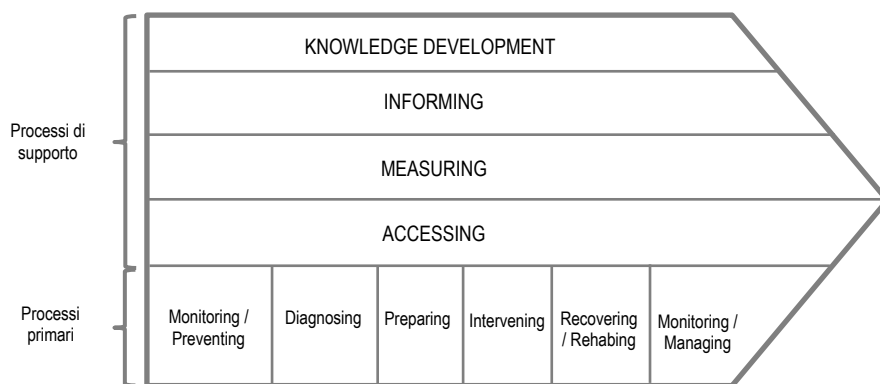 KNOWLEDGE DEVELOPMENT
INFORMING
Processi di
supporto
MEASURING
ACCESSING
Processi
primari
Monitoring /
Preventing
Diagnosing
Preparing
Intervening
Recovering
/ Rehabing
Monitoring /
Managing